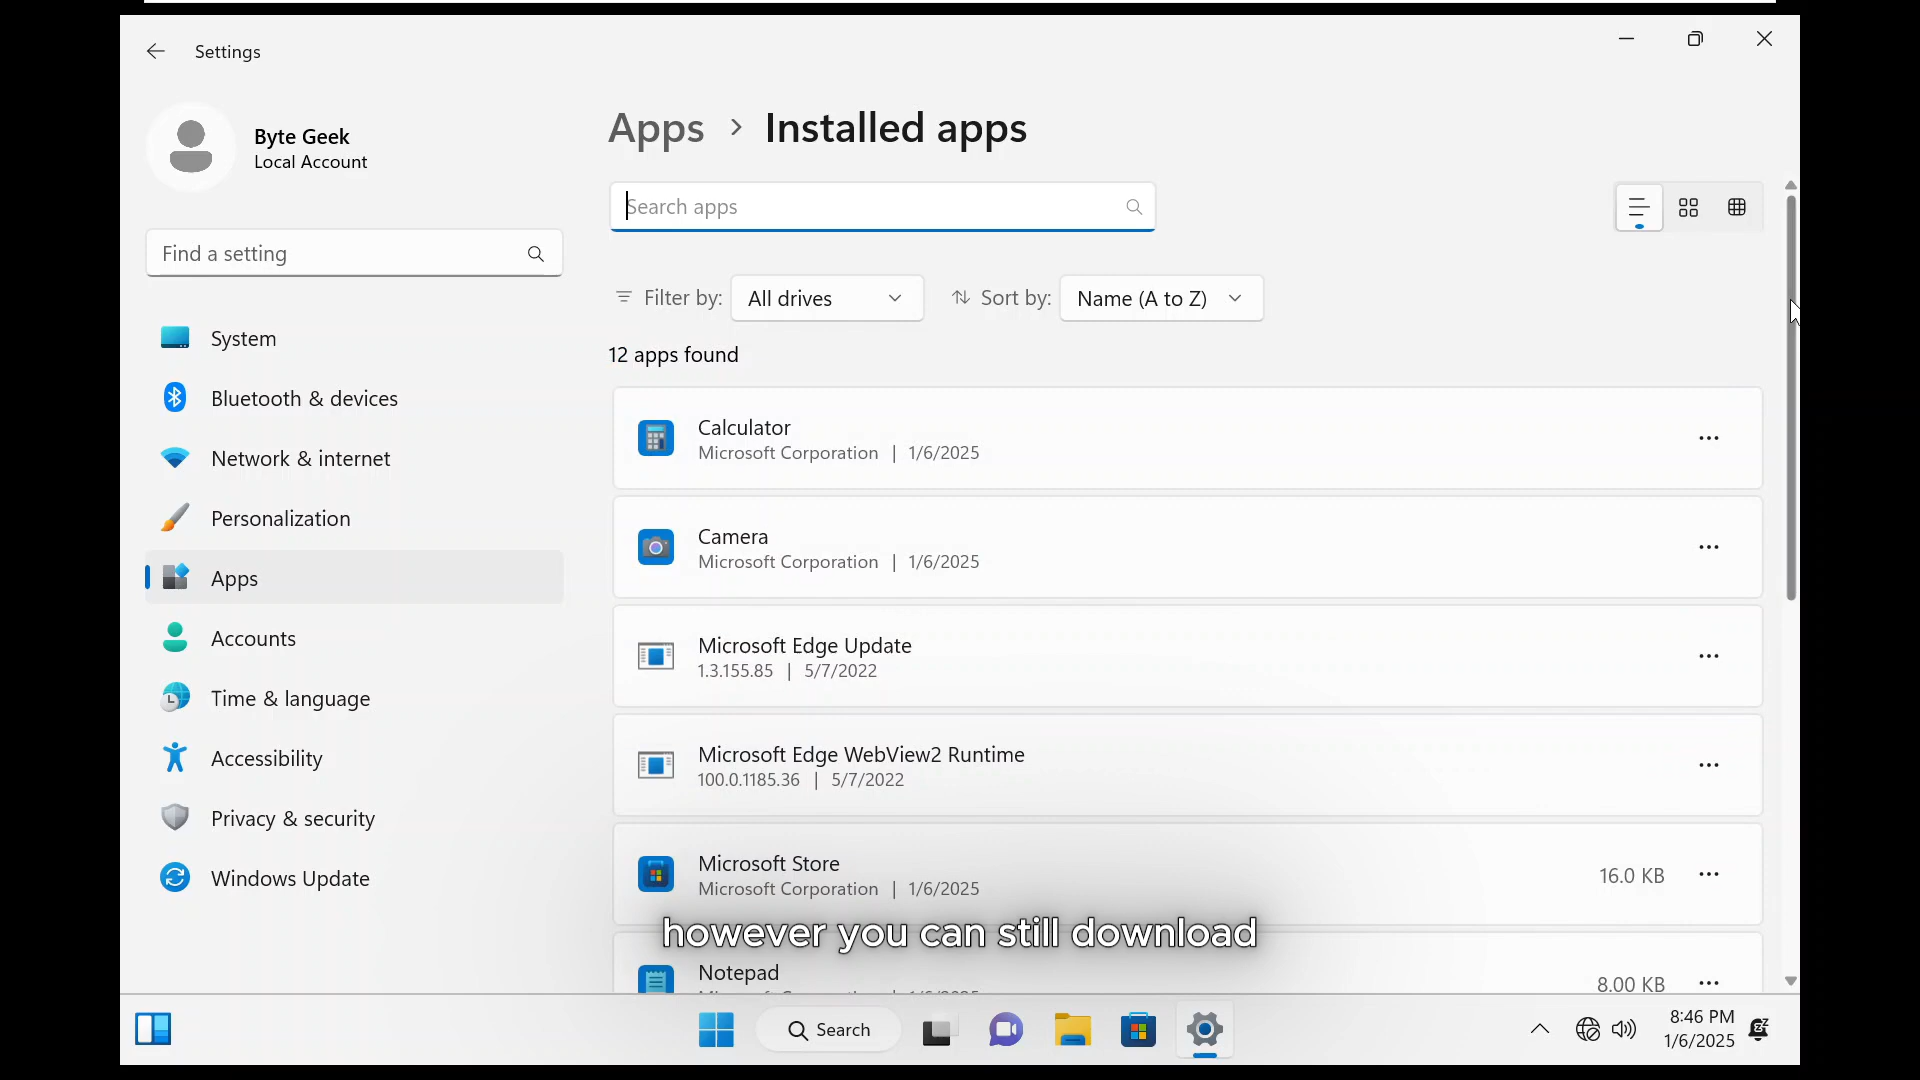 Settings
Byte Geek
Local Account
Find a setting
System
Bluetooth & devices
Network & internet
Personalization
Apps
Accounts
Time & language
Accessibility
Privacy & security
Windows Update
Apps > Installed apps
Search apps
Filter by: All drives Sort by: Name (A to Z)
12 apps found
Calculator
Microsoft Corporation | 1/6/2025
Camera
Microsoft Corporation | 1/6/2025
Microsoft Edge Update
1.3.155.85 | 5/7/2022
Microsoft Edge WebView2 Runtime
100.0.1185.36 | 5/7/2022
Microsoft Store
Microsoft Corporation | 1/6/2025
16.0 KB
however you can still download
Notepad
8.00 KB
Search
8:46 PM
1/6/2025